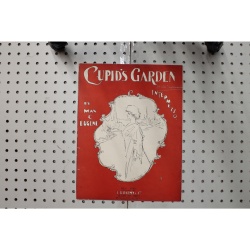 CUPID'S GARDEN
INTERMEZZO
BY
MAX C.
EUGENE